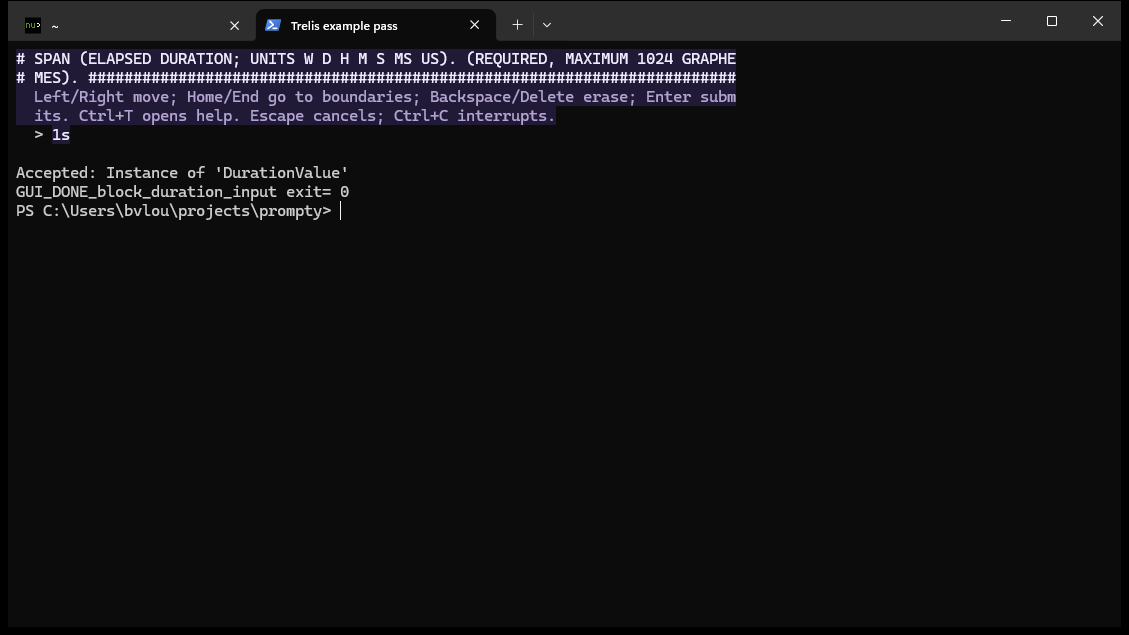 nu> ~
Trelis example pass
# SPAN (ELAPSED DURATION; UNITS W D H M S MS US). (REQUIRED, MAXIMUM 1024 GRAPHE
# MES). ########################################################################
Left/Right move; Home/End go to boundaries; Backspace/Delete erase; Enter subm
its. Ctrl+T opens help. Escape cancels; Ctrl+C interrupts.
> 1s
Accepted: Instance of 'DurationValue'
GUI_DONE_block_duration_input exit= 0
PS C:\Users\bvlou\projects\prompty>